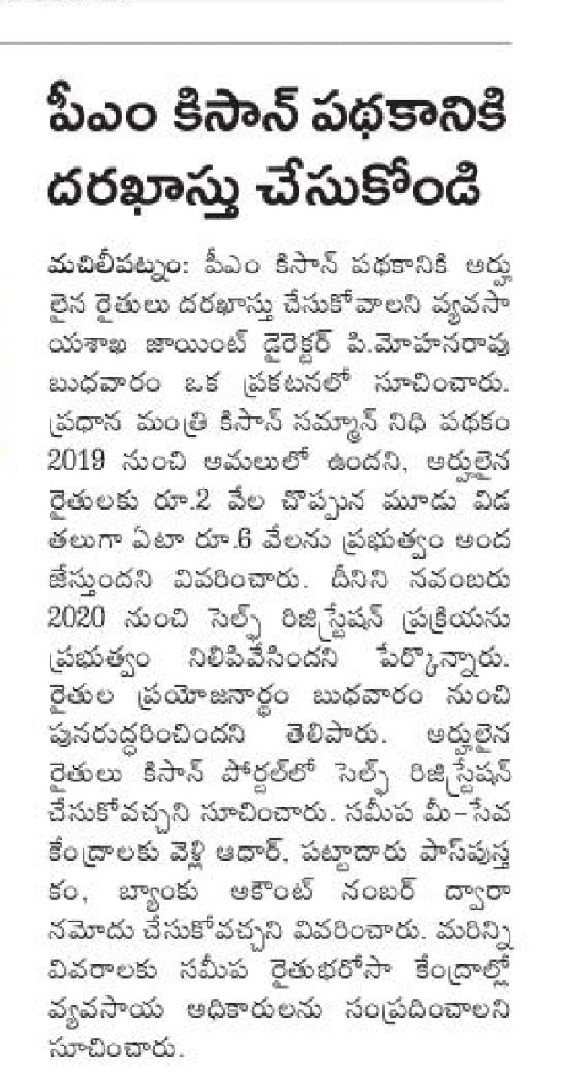 పీఎం కిసాన్ పథకానికి
దరఖాస్తు చేసుకోండి
మచిలీపట్నం: పీఎం కిసాన్ పథకానికి అర్హు
లైన రైతులు దరఖాస్తు చేసుకోవాలని వ్యవసా
యశాఖ జాయింట్ డైరెక్టర్ పి.మోహనరావు
బుధవారం ఒక ప్రకటనలో సూచించారు.
ప్రధాన మంత్రి కిసాన్ సమ్మాన్ నిధి పథకం
2019 నుంచి అమలులో ఉందని, అర్హులైన
రైతులకు రూ.2 వేల చొప్పున మూడు విడ
తలుగా ఏటా రూ.6 వేలను ప్రభుత్వం అంద
జేస్తుందని వివరించారు. దీనిని నవంబరు
2020 నుంచి సెల్ఫ్ రిజిస్ట్రేషన్ ప్రక్రియను
ప్రభుత్వం నిలిపివేసిందని పేర్కొన్నారు.
రైతుల ప్రయోజనార్థం బుధవారం నుంచి
పునరుద్ధరించిందని తెలిపారు. అర్హులైన
రైతులు కిసాన్ పోర్టల్‌లో సెల్ఫ్ రిజిస్ట్రేషన్
చేసుకోవచ్చని సూచించారు. సమీప మీ-సేవ
కేంద్రాలకు వెళ్లి ఆధార్, పట్టాదారు పాస్‌పుస్త
కం, బ్యాంకు అకౌంట్ నంబర్ ద్వారా
నమోదు చేసుకోవచ్చని వివరించారు. మరిన్ని
వివరాలకు సమీప రైతుభరోసా కేంద్రాల్లో
వ్యవసాయ అధికారులను సంప్రదించాలని
సూచించారు.